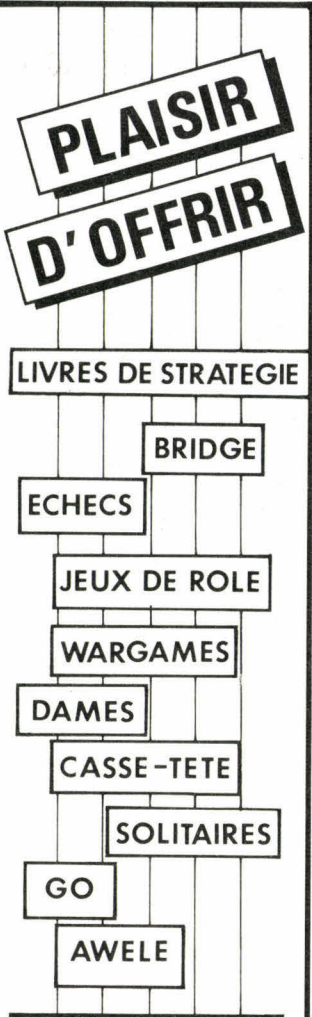 PLAISIR
D'OFFRIR
LIVRES DE STRATEGIE
BRIDGE
ECHECS
JEUX DE ROLE
WARGAMES
DAMES
CASSE-TETE
SOLITAIRES
GO
AWELE